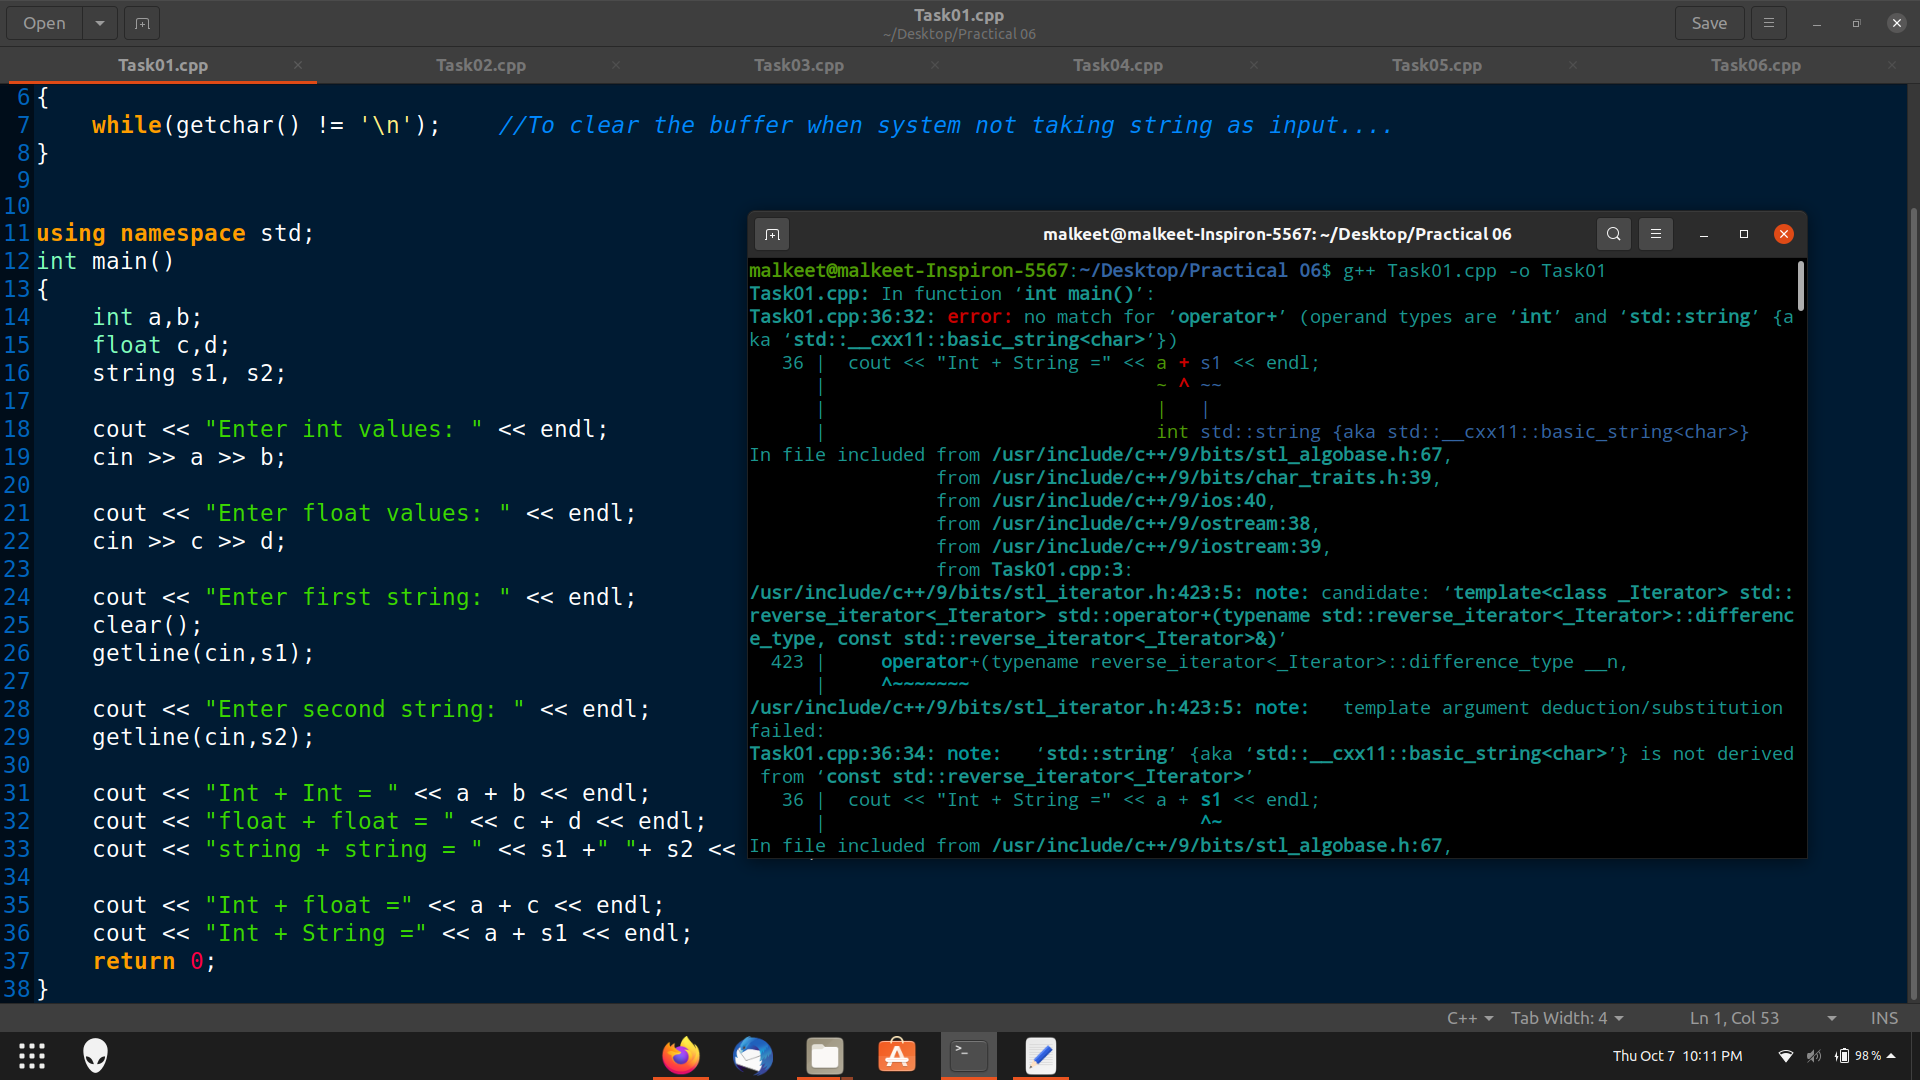 Open
Task01.cpp
~/Desktop/Practical 06
Save
Task01.cpp
Task02.cpp
Task03.cpp
Task04.cpp
Task05.cpp
Task06.cpp
6 {
7     while(getchar() != '\n');    //To clear the buffer when system not taking string as input....
8 }
9
10
11 using namespace std;
12 int main()
13 {
14     int a,b;
15     float c,d;
16     string s1, s2;
17
18     cout << "Enter int values: " << endl;
19     cin >> a >> b;
20
21     cout << "Enter float values: " << endl;
22     cin >> c >> d;
23
24     cout << "Enter first string: " << endl;
25     clear();
26     getline(cin,s1);
27
28     cout << "Enter second string: " << endl;
29     getline(cin,s2);
30
31     cout << "Int + Int = " << a + b << endl;
32     cout << "float + float = " << c + d << endl;
33     cout << "string + string = " << s1 +" "+ s2 <<
34
35     cout << "Int + float =" << a + c << endl;
36     cout << "Int + String =" << a + s1 << endl;
37     return 0;
38 }
malkeet@malkeet-Inspiron-5567: ~/Desktop/Practical 06
malkeet@malkeet-Inspiron-5567:~/Desktop/Practical 06$ g++ Task01.cpp -o Task01
Task01.cpp: In function ‘int main()’:
Task01.cpp:36:32: error: no match for ‘operator+’ (operand types are ‘int’ and ‘std::string’ {a
ka ‘std::__cxx11::basic_string<char>’})
   36 |  cout << "Int + String =" << a + s1 << endl;
      |                              ~ ^ ~~
      |                              |   |
      |                              int std::string {aka std::__cxx11::basic_string<char>}
In file included from /usr/include/c++/9/bits/stl_algobase.h:67,
                 from /usr/include/c++/9/bits/char_traits.h:39,
                 from /usr/include/c++/9/ios:40,
                 from /usr/include/c++/9/ostream:38,
                 from /usr/include/c++/9/iostream:39,
                 from Task01.cpp:3:
/usr/include/c++/9/bits/stl_iterator.h:423:5: note: candidate: ‘template<class _Iterator> std::
reverse_iterator<_Iterator> std::operator+(typename std::reverse_iterator<_Iterator>::differenc
e_type, const std::reverse_iterator<_Iterator>&)’
  423 |     operator+(typename reverse_iterator<_Iterator>::difference_type __n,
      |     ^~~~~~~~
/usr/include/c++/9/bits/stl_iterator.h:423:5: note:   template argument deduction/substitution
failed:
Task01.cpp:36:34: note:   ‘std::string’ {aka ‘std::__cxx11::basic_string<char>’} is not derived
 from ‘const std::reverse_iterator<_Iterator>’
   36 |  cout << "Int + String =" << a + s1 << endl;
      |                                  ^~
In file included from /usr/include/c++/9/bits/stl_algobase.h:67,
C++
Tab Width: 4
Ln 1, Col 53
INS
Thu Oct 7 10:11 PM
98%